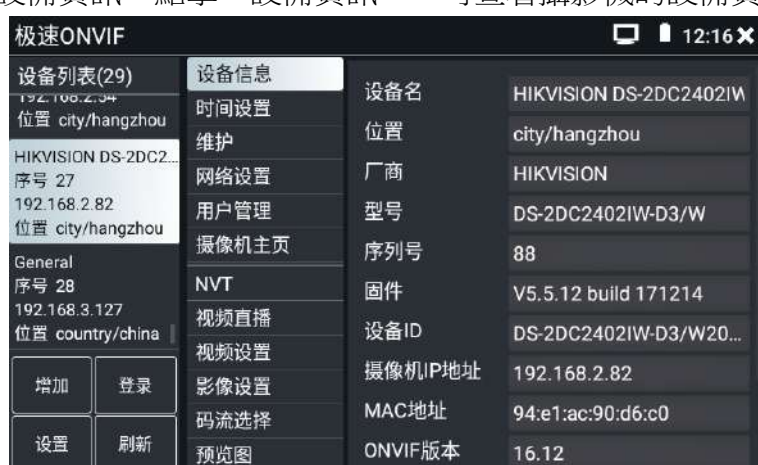 极速ONVIF
12:16
设备列表(29)
192.168.2.54
位置 city/hangzhou
HIKVISION DS-2DC2...
序号 27
192.168.2.82
位置 city/hangzhou
General
序号 28
192.168.3.127
位置 country/china
增加
登录
设置
刷新
设备信息
时间设置
维护
网络设置
用户管理
摄像机主页
NVT
视频直播
视频设置
影像设置
码流选择
预览图
设备名 HIKVISION DS-2DC2402IW
位置 city/hangzhou
厂商 HIKVISION
型号 DS-2DC2402IW-D3/W
序列号 88
固件 V5.5.12 build 171214
设备ID DS-2DC2402IW-D3/W20...
摄像机IP地址 192.168.2.82
MAC地址 94:e1:ac:90:d6:c0
ONVIF版本 16.12